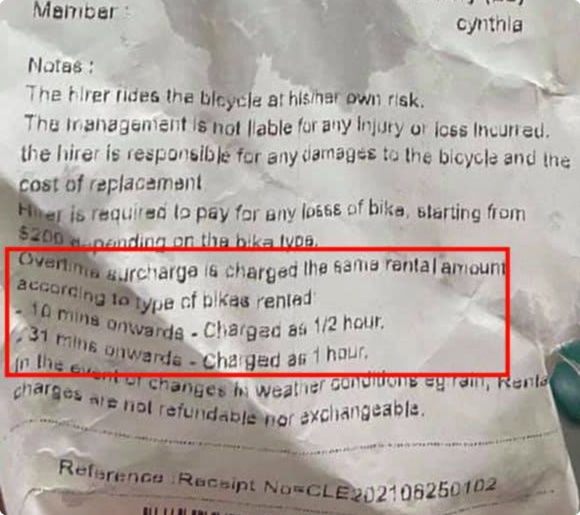 Member :
cynthia
Notes :
The hirer rides the bicycle at his/her own risk.
The management is not liable for any injury or loss incurred.
the hirer is responsible for any damages to the bicycle and the
cost of replacement
Hirer is required to pay for any losss of bike, starting from
$200 depending on the bike type.
Overtime surcharge is charged the same rental amount
according to type of bikes rented:
- 10 mins onwards - Charged as 1/2 hour.
- 31 mins onwards - Charged as 1 hour.
In the event of changes in weather conditions eg rain, Rental
charges are not refundable nor exchangeable.
Reference :Receipt No=CLE202106250102